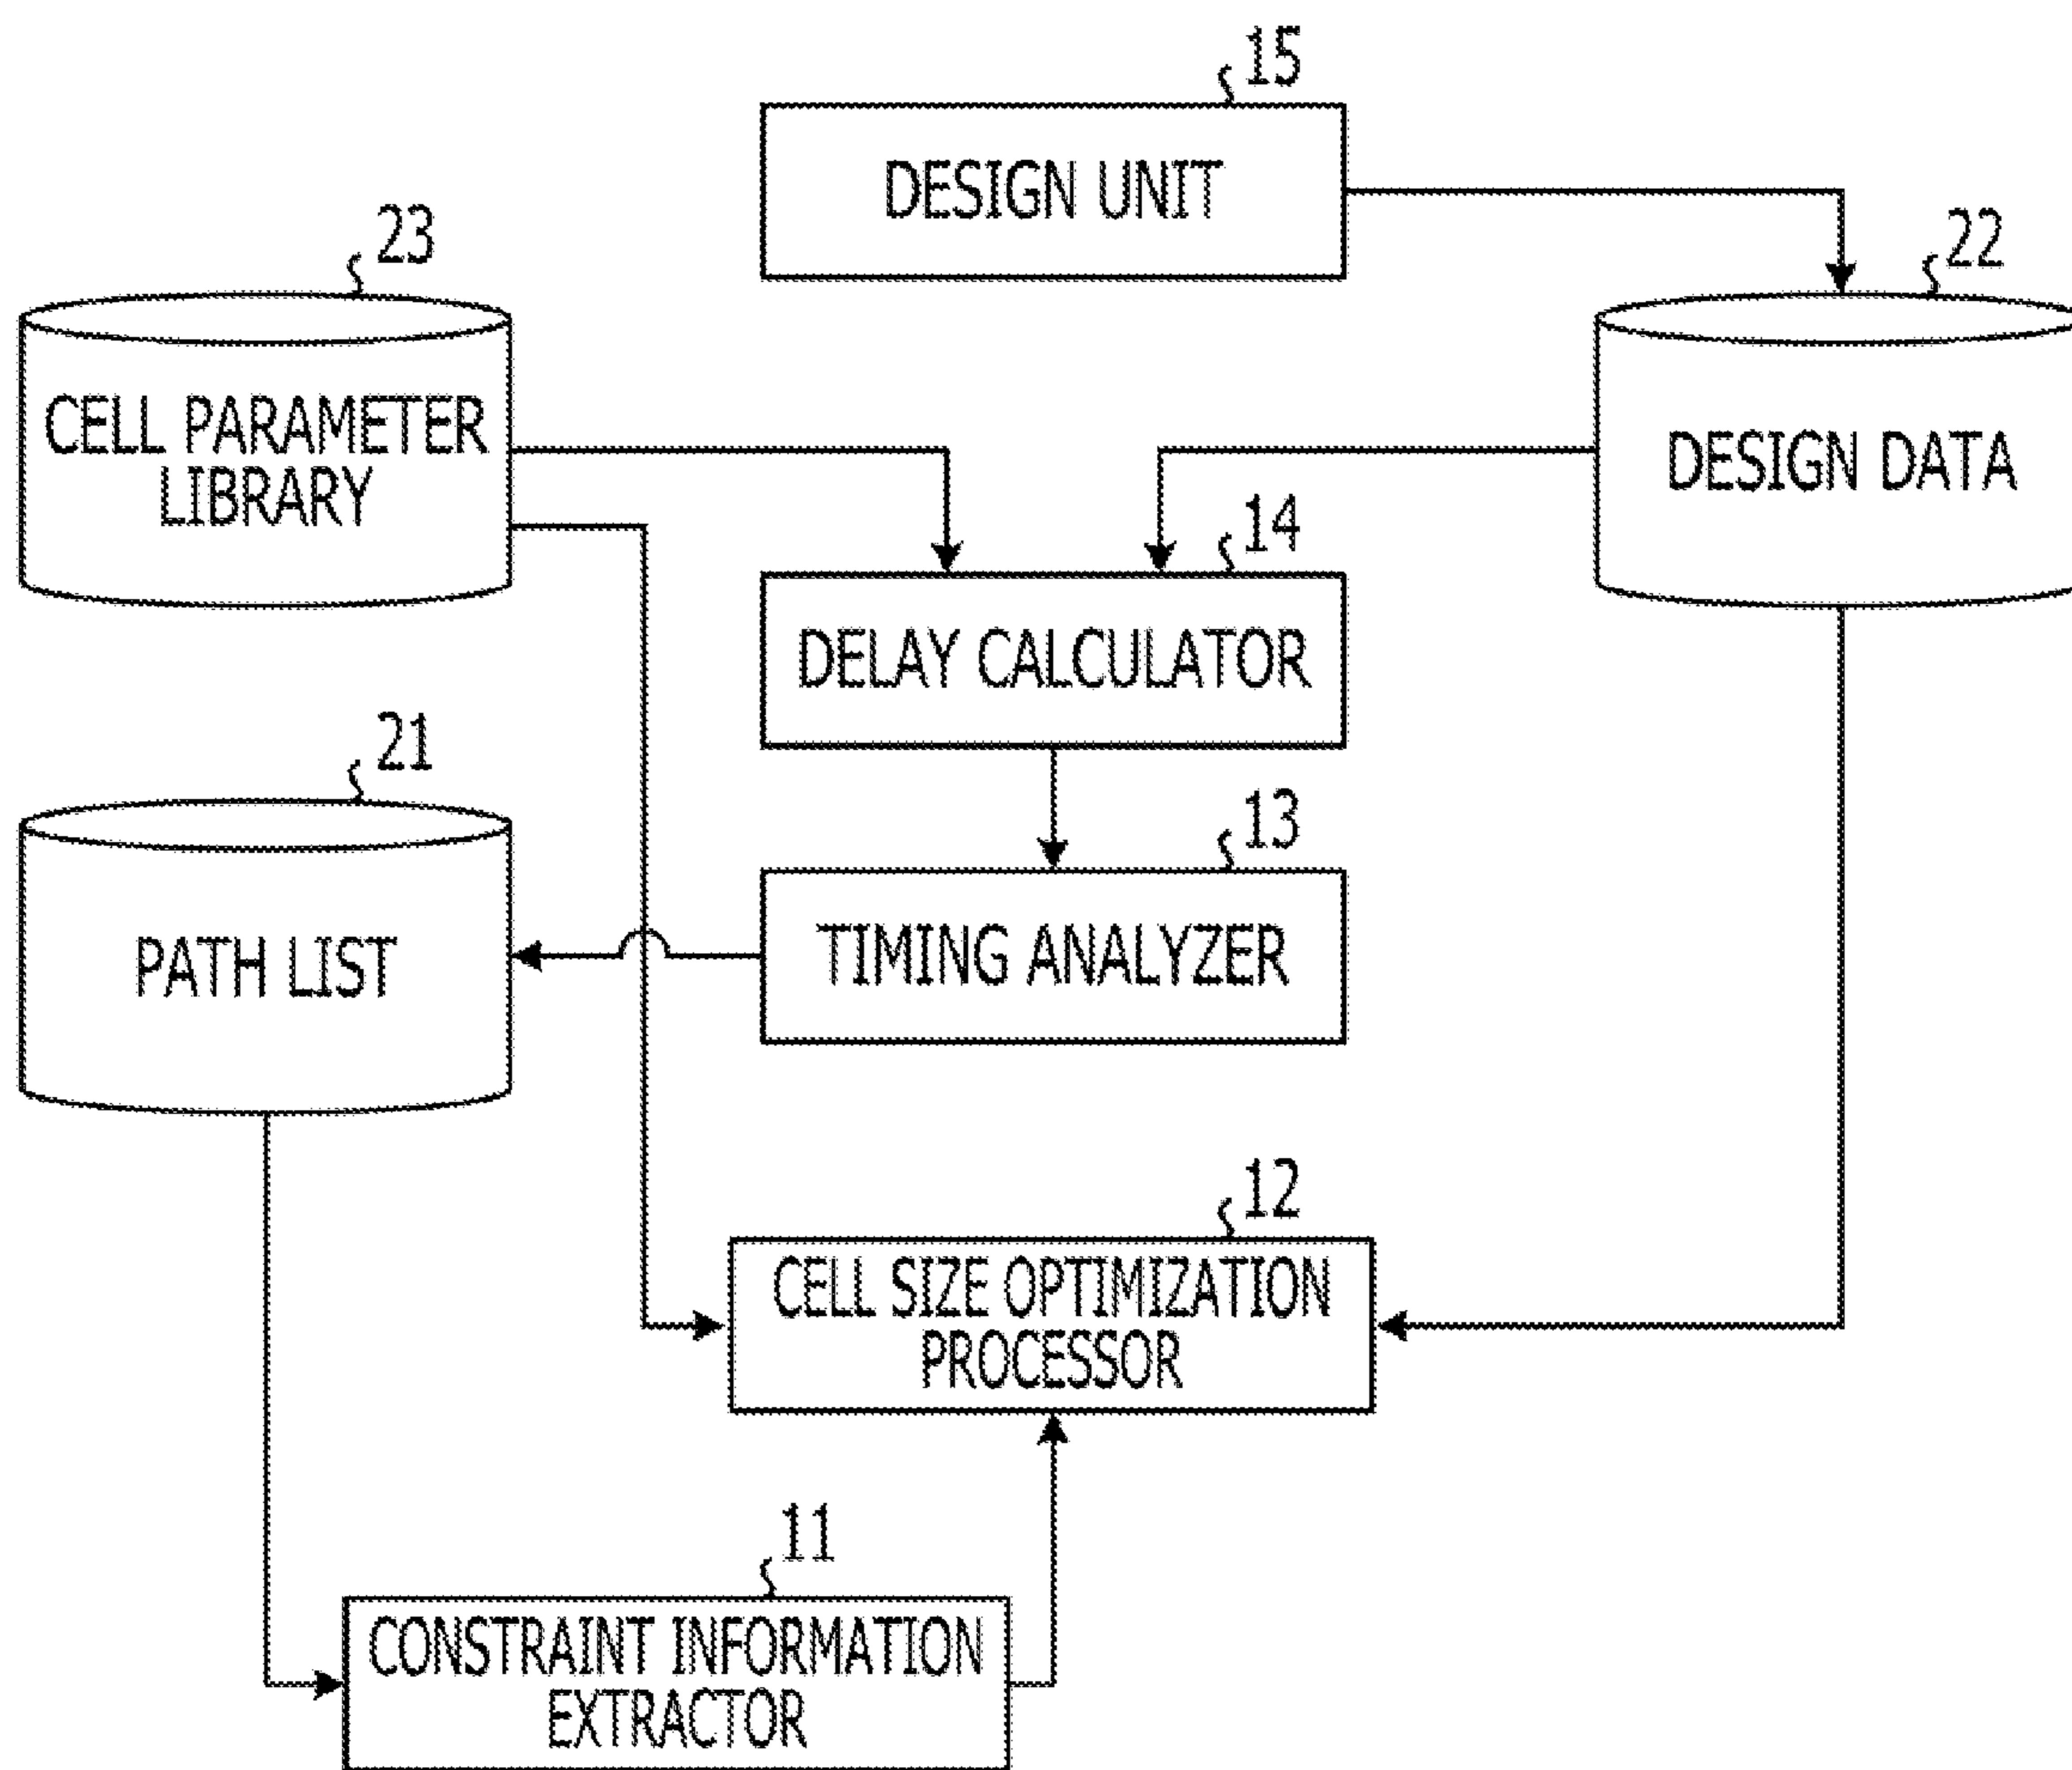 15
DESIGN UNIT
23
CELL PARAMETER
LIBRARY
22
DESIGN DATA
14
DELAY CALCULATOR
21
PATH LIST
13
TIMING ANALYZER
12
CELL SIZE OPTIMIZATION
PROCESSOR
11
CONSTRAINT INFORMATION
EXTRACTOR